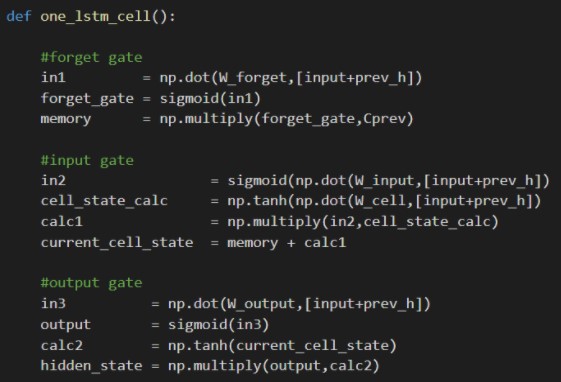 def one_lstm_cell():
#forget gate
in1 = np.dot(W_forget,[input+prev_h])
forget_gate = sigmoid(in1)
memory = np.multiply(forget_gate,Cprev)
#input gate
in2 = sigmoid(np.dot(W_input,[input+prev_h])
cell_state_calc = np.tanh(np.dot(W_cell,[input+prev_h])
calc1 = np.multiply(in2,cell_state_calc)
current_cell_state = memory + calc1
#output gate
in3 = np.dot(W_output,[input+prev_h])
output = sigmoid(in3)
calc2 = np.tanh(current_cell_state)
hidden_state = np.multiply(output,calc2)